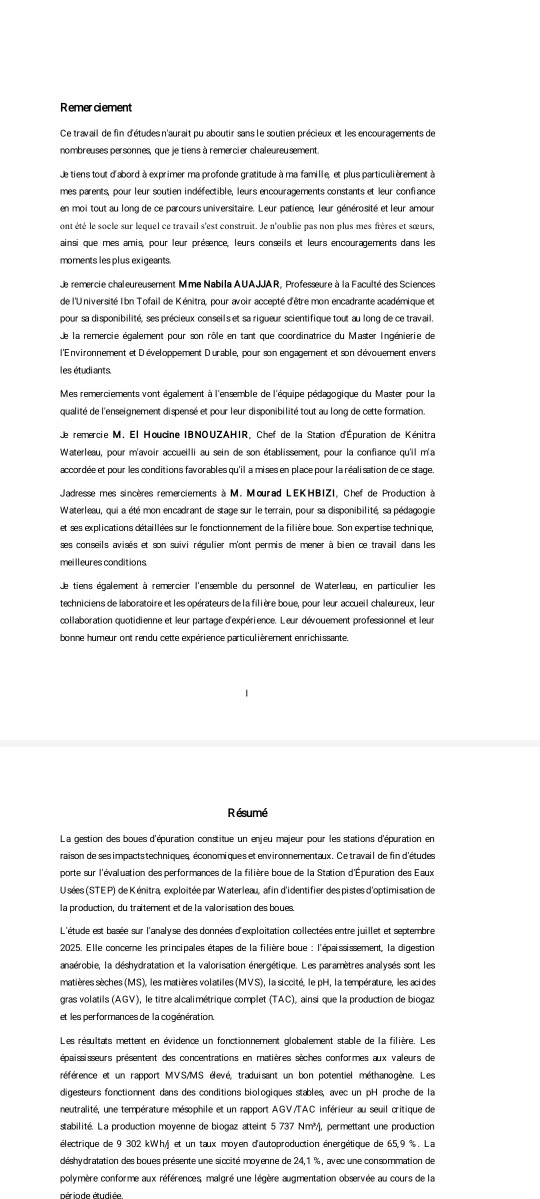 Remerciement
Ce travail de fin d'études n'aurait pu aboutir sans le soutien précieux et les encouragements de
nombreuses personnes, que je tiens à remercier chaleureusement.
Je tiens tout d'abord à exprimer ma profonde gratitude à ma famille, et plus particulièrement à
mes parents, pour leur soutien indéfectible, leurs encouragements constants et leur confiance
en moi tout au long de ce parcours universitaire. Leur patience, leur générosité et leur amour
ont été le socle sur lequel ce travail s'est construit. Je n'oublie pas non plus mes frères et sœurs,
ainsi que mes amis, pour leur présence, leurs conseils et leurs encouragements dans les
moments les plus exigeants.
Je remercie chaleureusement Mme Nabila AUAJJAR, Professeure à la Faculté des Sciences
de l'Université Ibn Tofail de Kénitra, pour avoir accepté d'être mon encadrante académique et
pour sa disponibilité, ses précieux conseils et sa rigueur scientifique tout au long de ce travail.
Je la remercie également pour son rôle en tant que coordinatrice du Master Ingénierie de
l'Environnement et Développement Durable, pour son engagement et son dévouement envers
les étudiants.
Mes remerciements vont également à l'ensemble de l'équipe pédagogique du Master pour la
qualité de l'enseignement dispensé et pour leur disponibilité tout au long de cette formation.
Je remercie M. El Houcine IBNOUZAHIR, Chef de la Station d'Épuration de Kénitra
Waterleau, pour m'avoir accueilli au sein de son établissement, pour la confiance qu'il m'a
accordée et pour les conditions favorables qu'il a mises en place pour la réalisation de ce stage.
Jadresse mes sincères remerciements à M. Mourad LEKHBIZI, Chef de Production à
Waterleau, qui a été mon encadrant de stage sur le terrain, pour sa disponibilité, sa pédagogie
et ses explications détaillées sur le fonctionnement de la filière boue. Son expertise technique,
ses conseils avisés et son suivi régulier m'ont permis de mener à bien ce travail dans les
meilleures conditions.
Je tiens également à remercier l'ensemble du personnel de Waterleau, en particulier les
techniciens de laboratoire et les opérateurs de la filière boue, pour leur accueil chaleureux, leur
collaboration quotidienne et leur partage d'expérience. Leur dévouement professionnel et leur
bonne humeur ont rendu cette expérience particulièrement enrichissante.
I
Résumé
La gestion des boues d'épuration constitue un enjeu majeur pour les stations d'épuration en
raison de ses impacts techniques, économiques et environnementaux. Ce travail de fin d'études
porte sur l'évaluation des performances de la filière boue de la Station d'Épuration des Eaux
Usées (STEP) de Kénitra, exploitée par Waterleau, afin d'identifier des pistes d'optimisation de
la production, du traitement et de la valorisation des boues.
L'étude est basée sur l'analyse des données d'exploitation collectées entre juillet et septembre
2025. Elle concerne les principales étapes de la filière boue : l'épaississement, la digestion
anaérobie, la déshydratation et la valorisation énergétique. Les paramètres analysés sont les
matières sèches (MS), les matières volatiles (MVS), la siccité, le pH, la température, les acides
gras volatils (AGV), le titre alcalimétrique complet (TAC), ainsi que la production de biogaz
et les performances de la cogénération.
Les résultats mettent en évidence un fonctionnement globalement stable de la filière. Les
épaississeurs présentent des concentrations en matières sèches conformes aux valeurs de
référence et un rapport MVS/MS élevé, traduisant un bon potentiel méthanogène. Les
digesteurs fonctionnent dans des conditions biologiques stables, avec un pH proche de la
neutralité, une température mésophile et un rapport AGV/TAC inférieur au seuil critique de
stabilité. La production moyenne de biogaz atteint 5 737 Nm³/j, permettant une production
électrique de 9 302 kWh/j et un taux moyen d'autoproduction énergétique de 65,9 %. La
déshydratation des boues présente une siccité moyenne de 24,1 %, avec une consommation de
polymère conforme aux références, malgré une légère augmentation observée au cours de la
période étudiée.